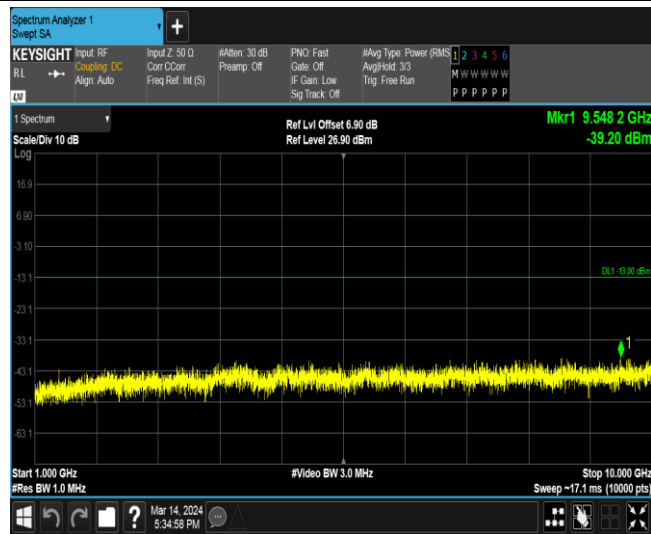 Spectrum Analyzer 1
Swept SA
+
KEYSIGHT
RL
LXI
Input: RF
Coupling: DC
Align: Auto
Input Z: 50 Ω
Corr CCorr
Freq Ref: Int (S)
#Atten: 30 dB
Preamp: Off
PNO: Fast
Gate: Off
IF Gain: Low
Sig Track: Off
#Avg Type: Power (RMS
Avg|Hold: 3/3
Trig: Free Run
1 2 3 4 5 6
M W W W W W
P P P P P P
1 Spectrum
Scale/Div 10 dB
Log
Ref Lvl Offset 6.90 dB
Ref Level 26.90 dBm
Mkr1 9.548 2 GHz
-39.20 dBm
16.9
6.90
-3.10
-13.1
-23.1
-33.1
-43.1
-53.1
-63.1
DL1 -13.00 dBm
1
Start 1.000 GHz
#Res BW 1.0 MHz
#Video BW 3.0 MHz
Stop 10.000 GHz
Sweep ~17.1 ms (10000 pts)
?
Mar 14, 2024
5:34:58 PM